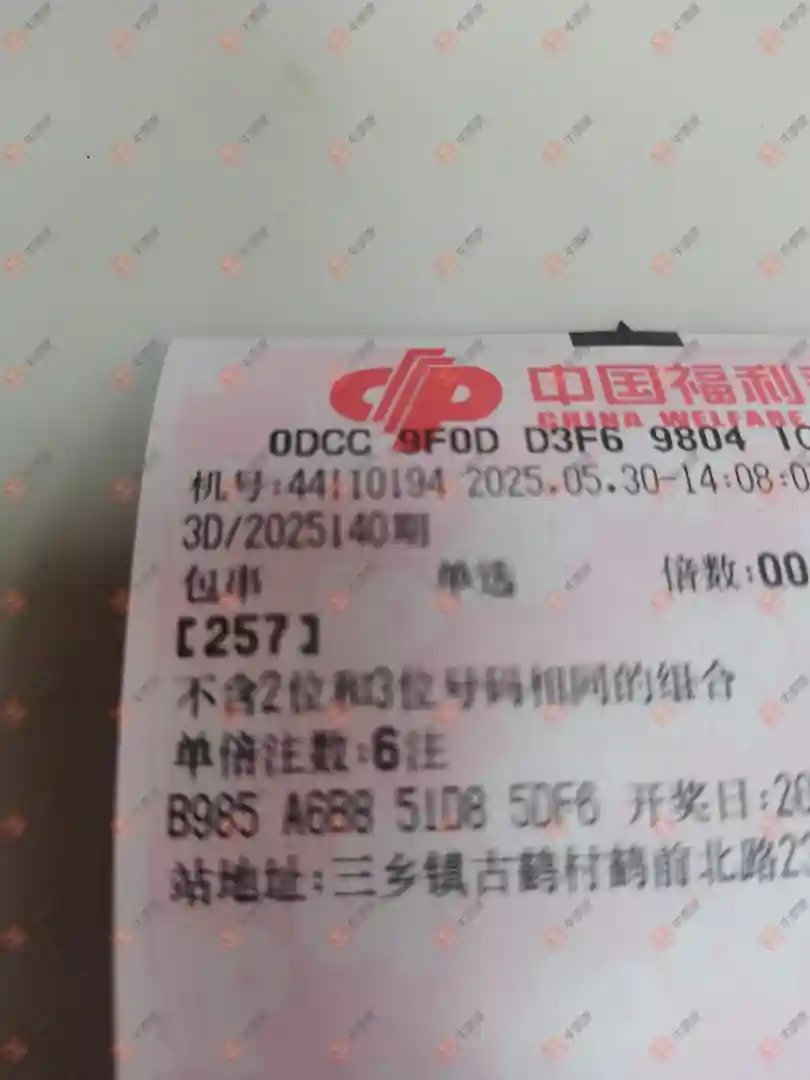 中国福利
CHINA WELFARE
0DCC 9F0D D3F6 9804 1C
机号:44110194 2025.05.30-14:08:0
3D/2025140期
包串 单选 倍数:00
【257】
不含2位和3位号码相同的组合
单倍注数:6注
B985 A6B8 51D8 5DF6 开奖日:20
站地址:三乡镇古鹤村鹤前北路23